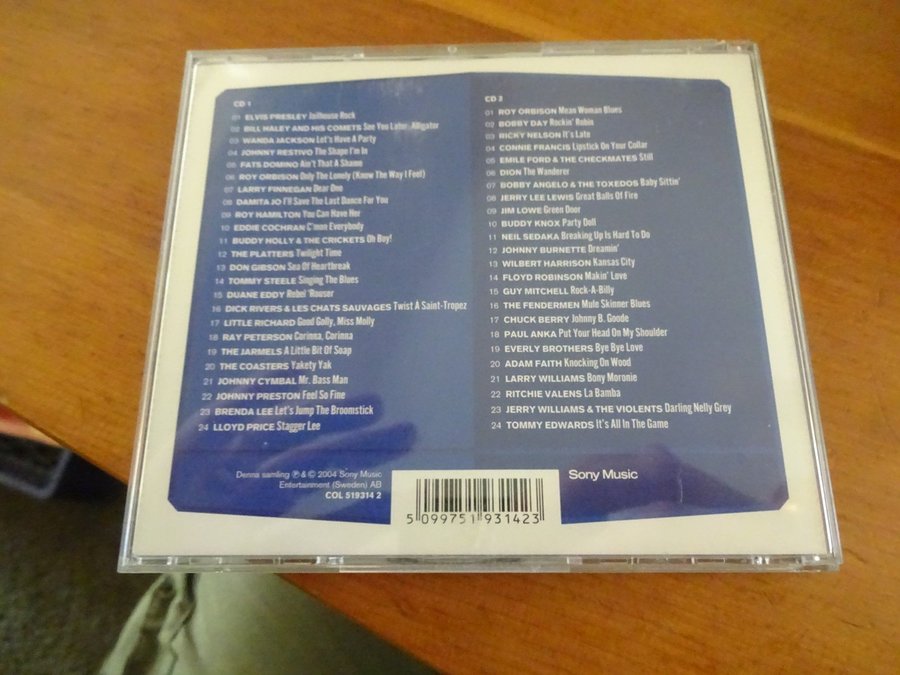 CD 1
01 ELVIS PRESLEY Jailhouse Rock
02 BILL HALEY AND HIS COMETS See You Later, Alligator
03 WANDA JACKSON Let's Have A Party
04 JOHNNY RESTIVO The Shape I'm In
05 FATS DOMINO Ain't That A Shame
06 ROY ORBISON Only The Lonely (Know The Way I Feel)
07 LARRY FINNEGAN Dear One
08 DAMITA JO I'll Save The Last Dance For You
09 ROY HAMILTON You Can Have Her
10 EDDIE COCHRAN C'mon Everybody
11 BUDDY HOLLY & THE CRICKETS Oh Boy!
12 THE PLATTERS Twilight Time
13 DON GIBSON Sea Of Heartbreak
14 TOMMY STEELE Singing The Blues
15 DUANE EDDY Rebel 'Rouser
16 DICK RIVERS & LES CHATS SAUVAGES Twist À Saint-Tropez
17 LITTLE RICHARD Good Golly, Miss Molly
18 RAY PETERSON Corinna, Corinna
19 THE JARMELS A Little Bit Of Soap
20 THE COASTERS Yakety Yak
21 JOHNNY CYMBAL Mr. Bass Man
22 JOHNNY PRESTON Feel So Fine
23 BRENDA LEE Let's Jump The Broomstick
24 LLOYD PRICE Stagger Lee
CD 2
01 ROY ORBISON Mean Woman Blues
02 BOBBY DAY Rockin' Robin
03 RICKY NELSON It's Late
04 CONNIE FRANCIS Lipstick On Your Collar
05 EMILE FORD & THE CHECKMATES Still
06 DION The Wanderer
07 BOBBY ANGELO & THE TOXEDOS Baby Sittin'
08 JERRY LEE LEWIS Great Balls Of Fire
09 JIM LOWE Green Door
10 BUDDY KNOX Party Doll
11 NEIL SEDAKA Breaking Up Is Hard To Do
12 JOHNNY BURNETTE Dreamin'
13 WILBERT HARRISON Kansas City
14 FLOYD ROBINSON Makin' Love
15 GUY MITCHELL Rock-A-Billy
16 THE FENDERMEN Mule Skinner Blues
17 CHUCK BERRY Johnny B. Goode
18 PAUL ANKA Put Your Head On My Shoulder
19 EVERLY BROTHERS Bye Bye Love
20 ADAM FAITH Knocking On Wood
21 LARRY WILLIAMS Bony Moronie
22 RITCHIE VALENS La Bamba
23 JERRY WILLIAMS & THE VIOLENTS Darling Nelly Grey
24 TOMMY EDWARDS It's All In The Game
Denna samling ℗ & © 2004 Sony Music
Entertainment (Sweden) AB
COL 519314 2
5 099751 931423
Sony Music